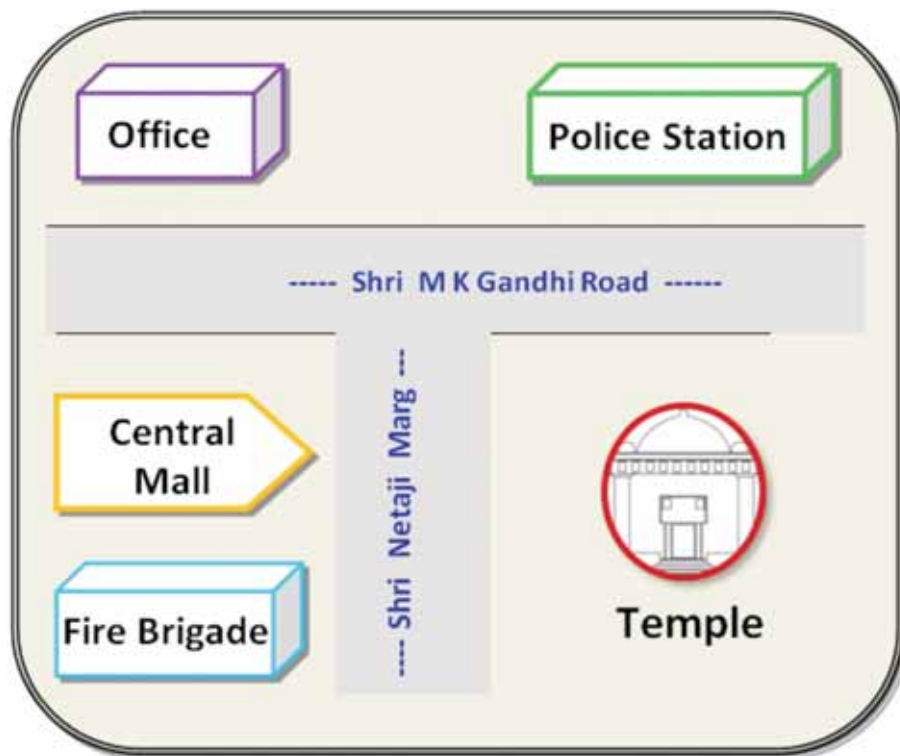 Office
Police Station
----- Shri M K Gandhi Road ------
Central
Mall
---- Shri Netaji Marg ---
Fire Brigade
Temple